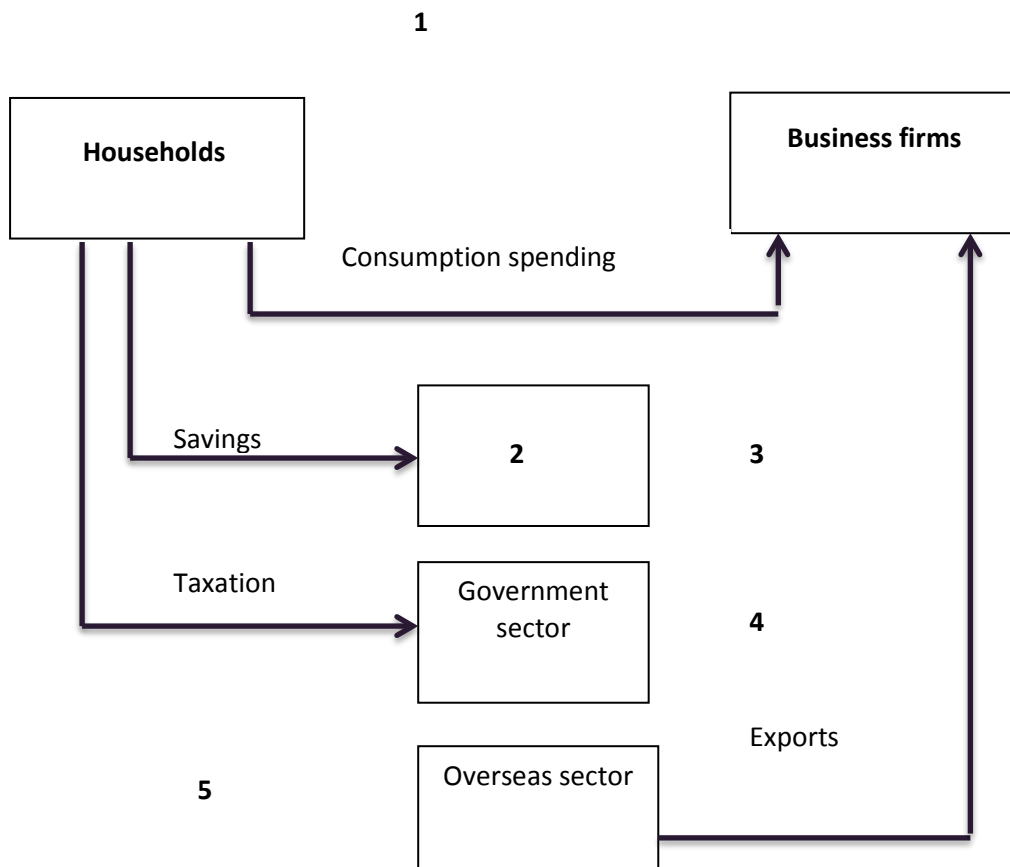 1
Households
Business firms
Consumption spending
Savings
2
3
Taxation
Government
sector
4
Exports
Overseas sector
5